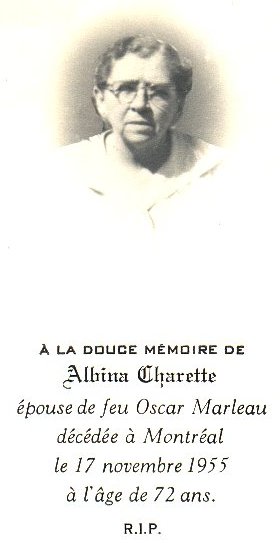 À LA DOUCE MÉMOIRE DE
Albina Charette
épouse de feu Oscar Marleau
décédée à Montréal
le 17 novembre 1955
à l'âge de 72 ans.
R.I.P.